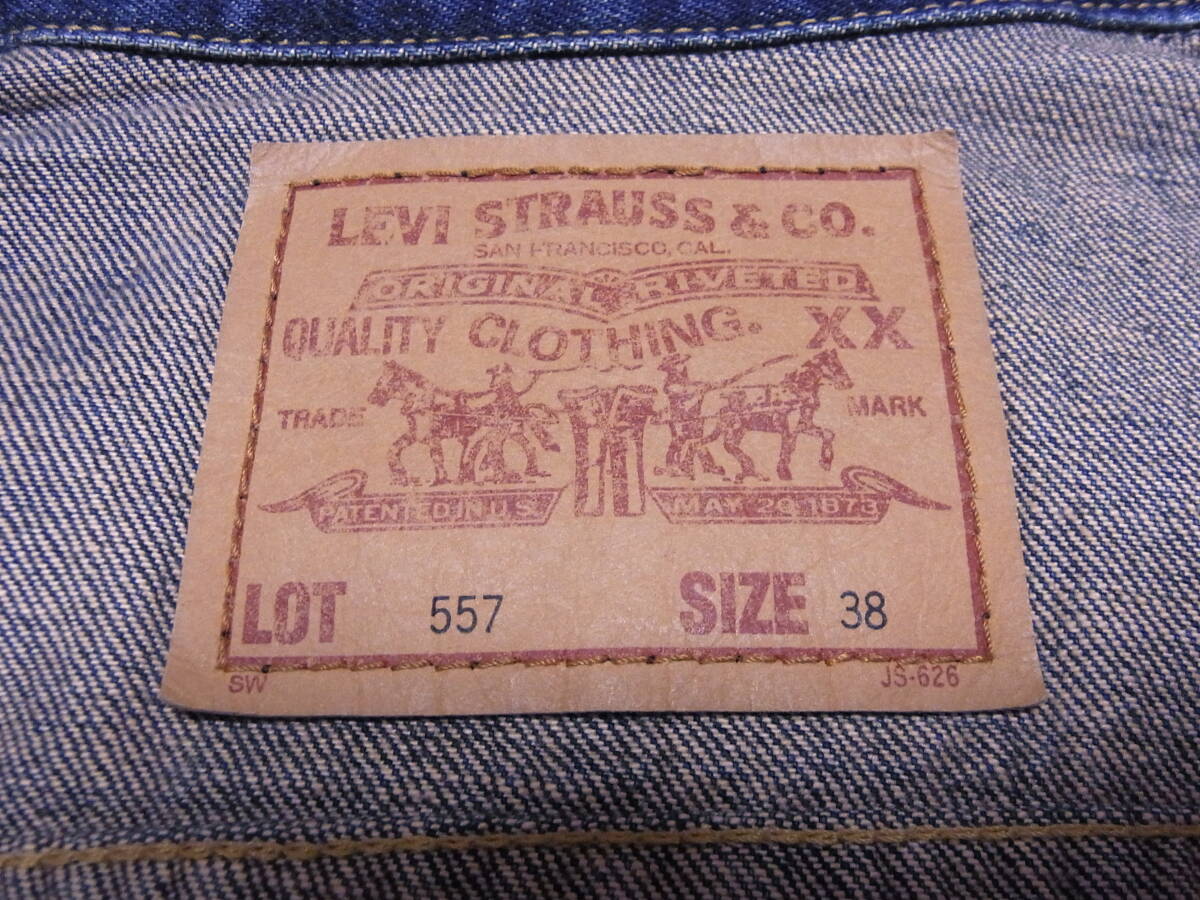 LEVI STRAUSS & CO.
SAN FRANCISCO, CAL.
ORIGINAL RIVETED
QUALITY CLOTHING. XX
TRADE MARK
PATENTED IN U.S. MAY 20 1873
LOT 557 SIZE 38
SW JS-626